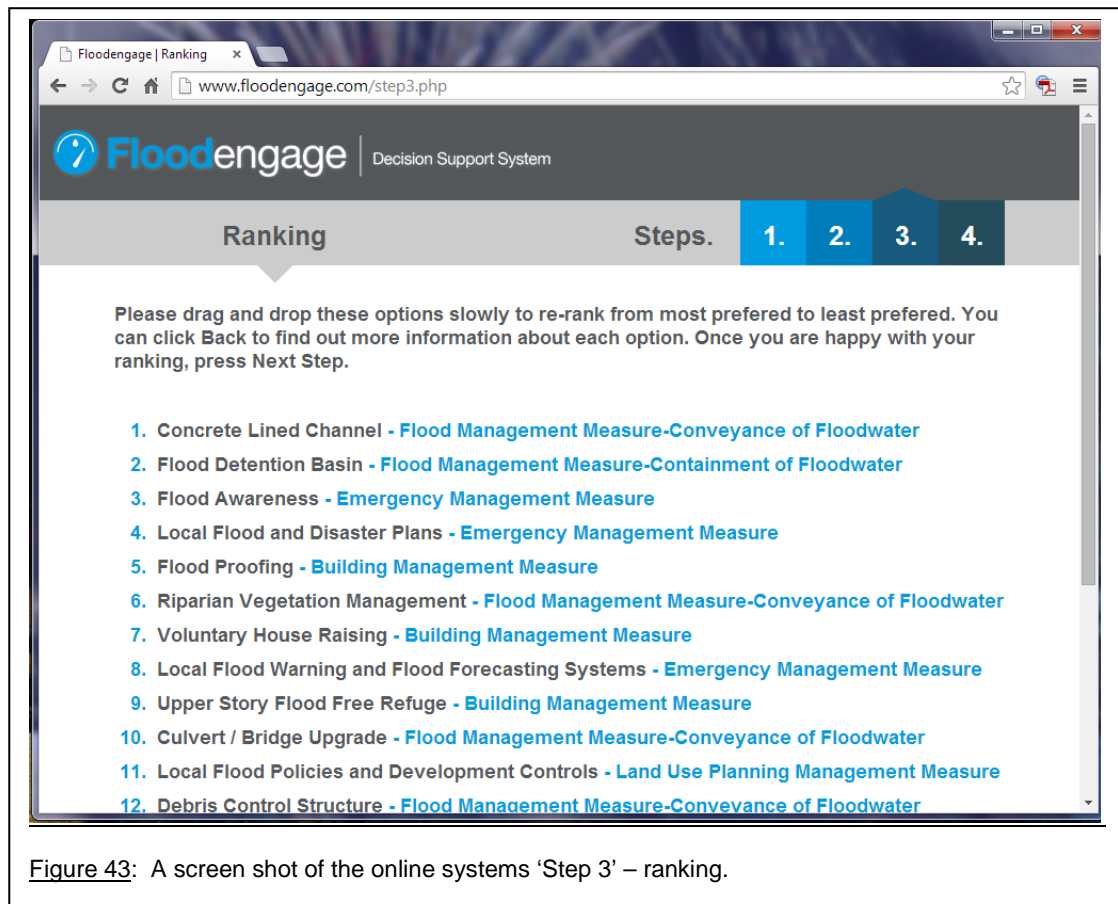 Floodengage | Ranking
www.floodengage.com/step3.php
Floodengage | Decision Support System
Ranking Steps. 1. 2. 3. 4.
Please drag and drop these options slowly to re-rank from most prefered to least prefered. You
can click Back to find out more information about each option. Once you are happy with your
ranking, press Next Step.
1. Concrete Lined Channel - Flood Management Measure-Conveyance of Floodwater
2. Flood Detention Basin - Flood Management Measure-Containment of Floodwater
3. Flood Awareness - Emergency Management Measure
4. Local Flood and Disaster Plans - Emergency Management Measure
5. Flood Proofing - Building Management Measure
6. Riparian Vegetation Management - Flood Management Measure-Conveyance of Floodwater
7. Voluntary House Raising - Building Management Measure
8. Local Flood Warning and Flood Forecasting Systems - Emergency Management Measure
9. Upper Story Flood Free Refuge - Building Management Measure
10. Culvert / Bridge Upgrade - Flood Management Measure-Conveyance of Floodwater
11. Local Flood Policies and Development Controls - Land Use Planning Management Measure
12. Debris Control Structure - Flood Management Measure-Conveyance of Floodwater
Figure 43: A screen shot of the online systems ‘Step 3’ – ranking.